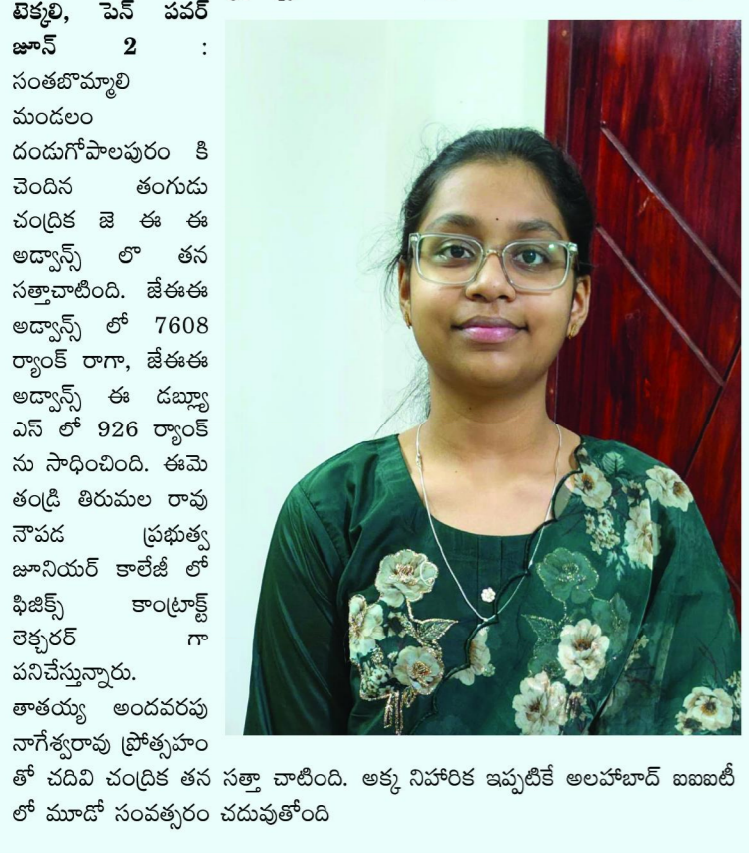 టెక్కలి, పెన్ పవర్
జూన్ 2 :
సంతబొమ్మాలి
మండలం
దండుగోపాలపురం కి
చెందిన తంగుడు
చంద్రిక జె ఈ ఈ
అడ్వాన్స్ లొ తన
సత్తాచాటింది. జేఈఈ
అడ్వాన్స్ లో 7608
ర్యాంక్ రాగా, జేఈఈ
అడ్వాన్స్ ఈ డబ్ల్యూ
ఎస్ లో 926 ర్యాంక్
ను సాధించింది. ఈమె
తండ్రి తిరుమల రావు
నౌపడ ప్రభుత్వ
జూనియర్ కాలేజీ లో
ఫిజిక్స్ కాంట్రాక్ట్
లెక్చరర్ గా
పనిచేస్తున్నారు.
తాతయ్య అందవరపు
నాగేశ్వరావు ప్రోత్సహం
తో చదివి చంద్రిక తన సత్తా చాటింది. అక్క నిహారిక ఇప్పటికే అలహాబాద్ ఐఐఐటీ
లో మూడో సంవత్సరం చదువుతోంది